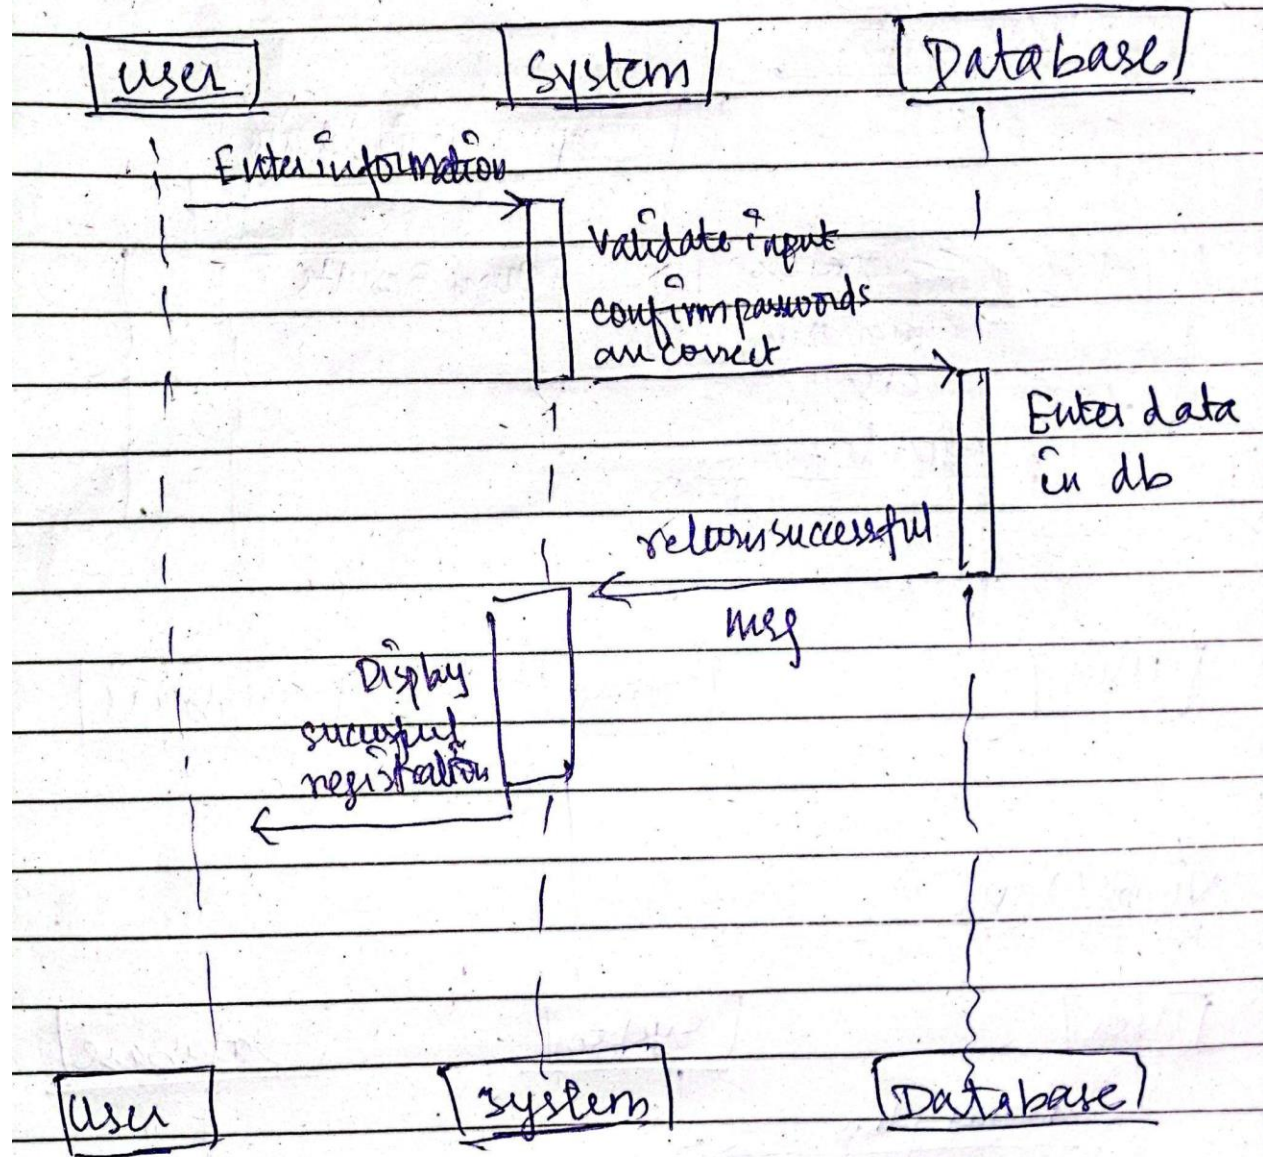 User
System
Database
Enter information
Validate input
confirm passwords
are correct
Enter data
in db
return successful
msg
Display
successful
registration
User
System
Database